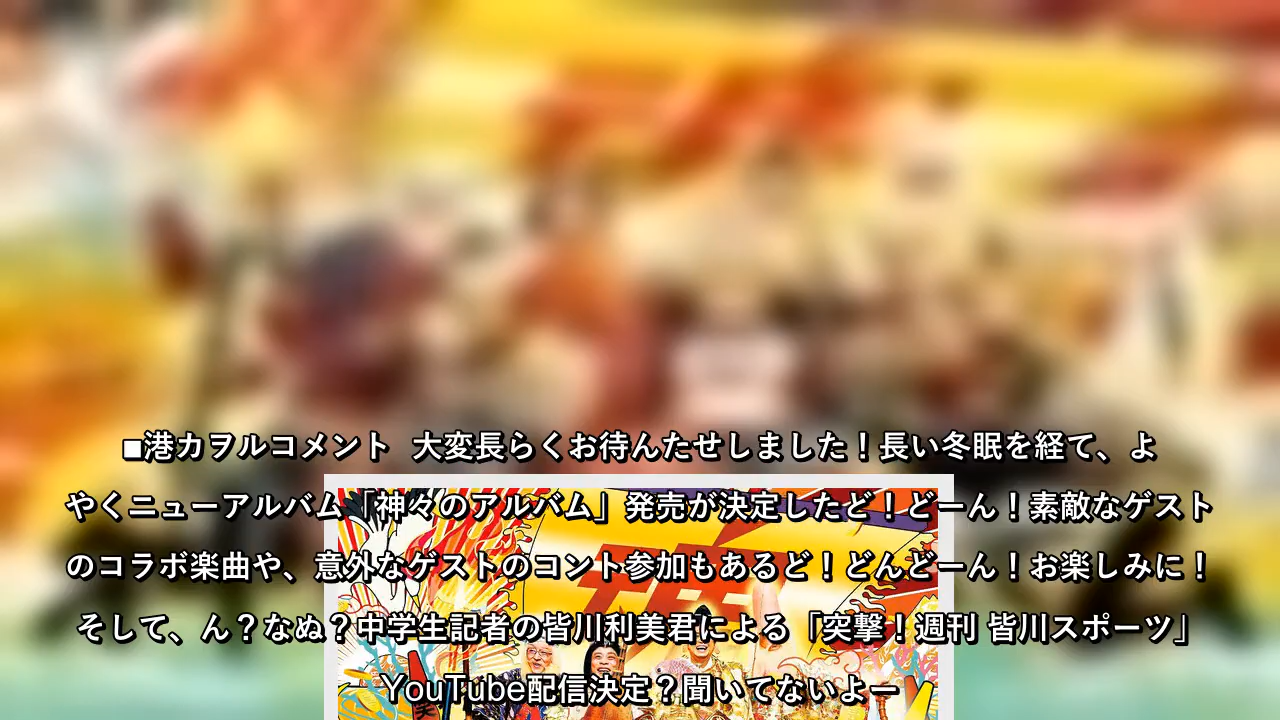 ■港カヲルコメント 大変長らくお待んたせしました！長い冬眠を経て、よ
やくニューアルバム「神々のアルバム」発売が決定したど！どーん！素敵なゲスト
のコラボ楽曲や、意外なゲストのコント参加もあるど！どんどーん！お楽しみに！
そして、ん？なぬ？中学生記者の皆川利美君による「突撃！週刊 皆川スポーツ」
YouTube配信決定？聞いてないよー